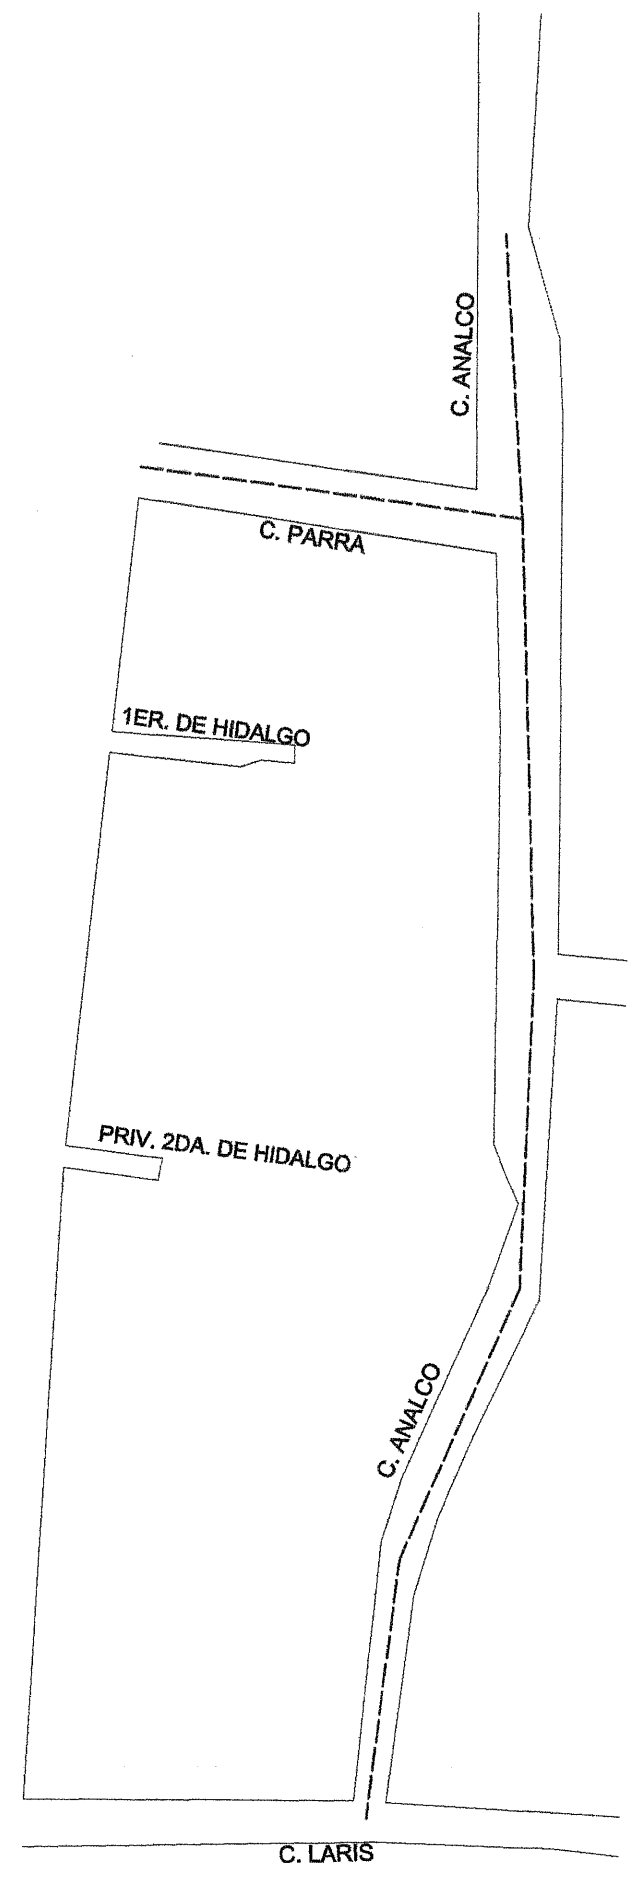 C. ANALCO
C. PARRA
1ER. DE HIDALGO
PRIV. 2DA. DE HIDALGO
C. ANALCO
C. LARIS